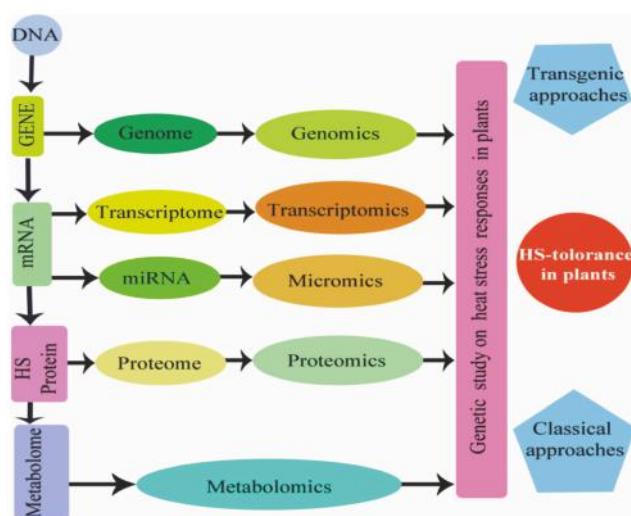 DNA
GENE
Genome
Genomics
mRNA
Transcriptome
Transcriptomics
miRNA
Micromics
HS
Protein
Proteome
Proteomics
Metabolome
Metabolomics
Genetic study on heat stress responses in plants
Transgenic
approaches
HS-tolorance
in plants
Classical
approaches